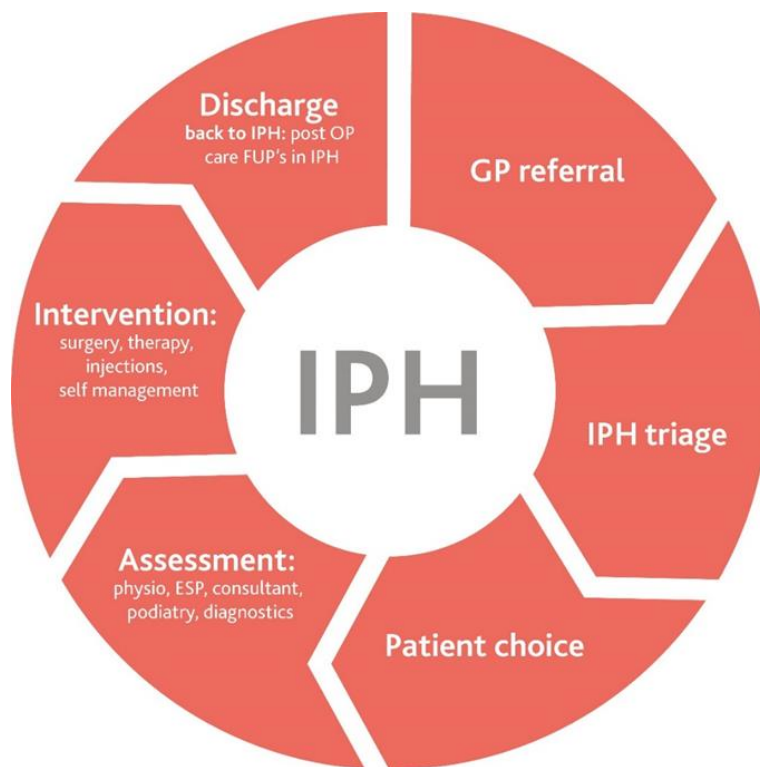 GP referral
IPH triage
Patient choice
Assessment:
physio, ESP, consultant,
podiatry, diagnostics
Intervention:
surgery, therapy,
injections,
self management
Discharge
back to IPH: post OP
care FUP's in IPH
IPH